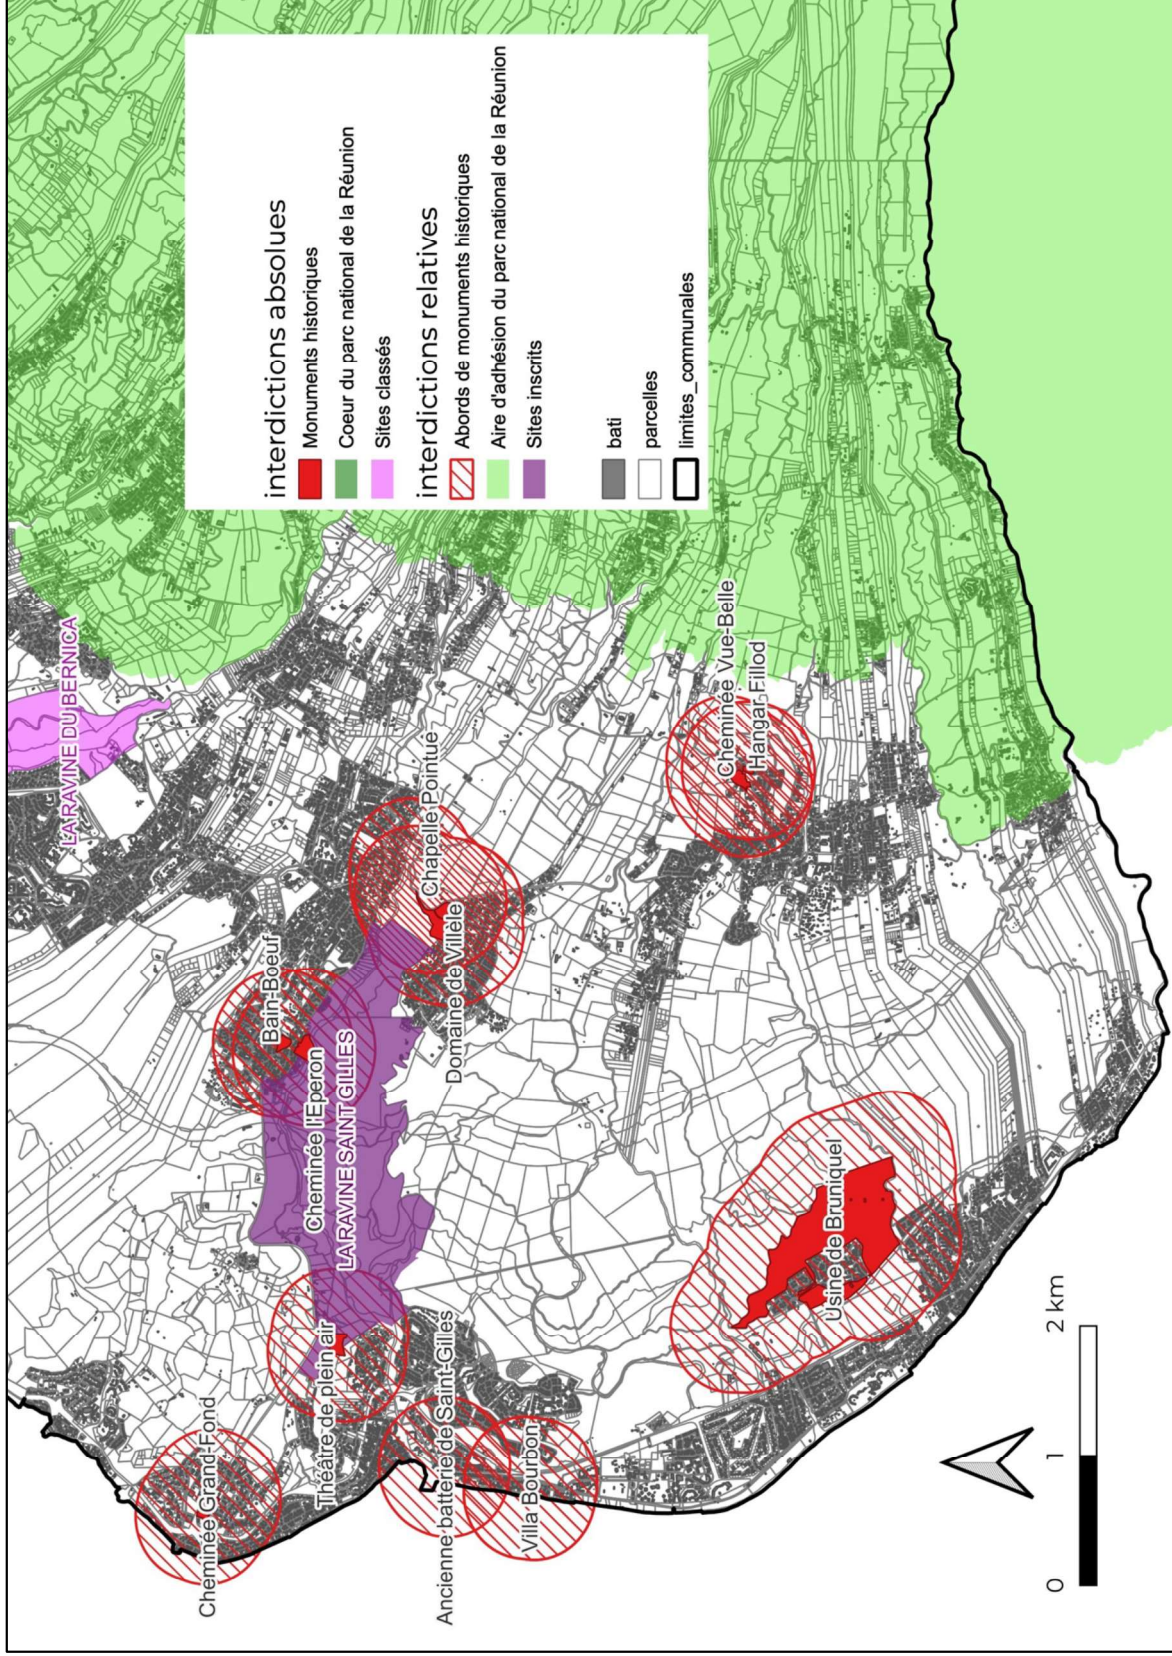 interdictions absolues
Monuments historiques
Coeur du parc national de la Réunion
Sites classés
interdictions relatives
Abords de monuments historiques
Aire d'adhésion du parc national de la Réunion
Sites inscrits
bati
parcelles
limites_communales
LA RAVINE DU BERNICA
Cheminée Grand-Fond
Bain-Boeuf
Cheminée l'Eperon
LA RAVINE SAINT GILLES
Théâtre de plein air
Chapelle Pointue
Domaine de Villèle
Ancienne batterie de Saint-Gilles
Villa Bourbon
Cheminée Vue-Belle
Hangar Fillod
Usine de Bruniquel
0 1 2 km